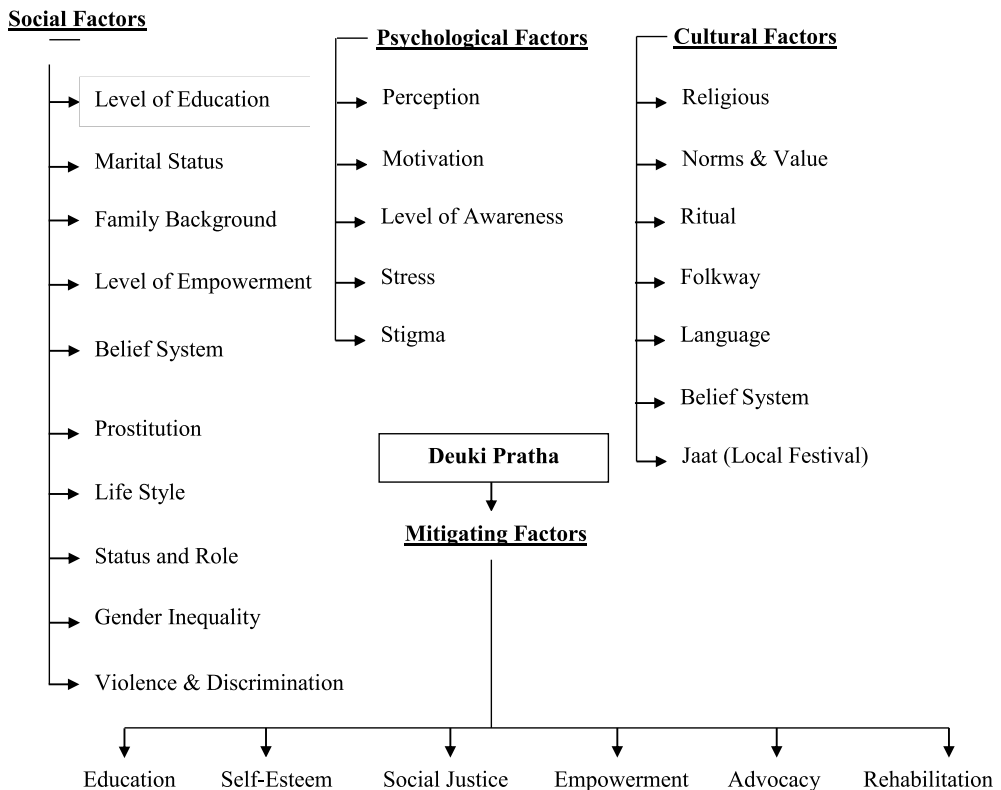 Social Factors
Level of Education
Marital Status
Family Background
Level of Empowerment
Belief System
Prostitution
Life Style
Status and Role
Gender Inequality
Violence & Discrimination
Psychological Factors
Perception
Motivation
Level of Awareness
Stress
Stigma
Cultural Factors
Religious
Norms & Value
Ritual
Folkway
Language
Belief System
Jaat (Local Festival)
Deuki Pratha
Mitigating Factors
Education
Self-Esteem
Social Justice
Empowerment
Advocacy
Rehabilitation